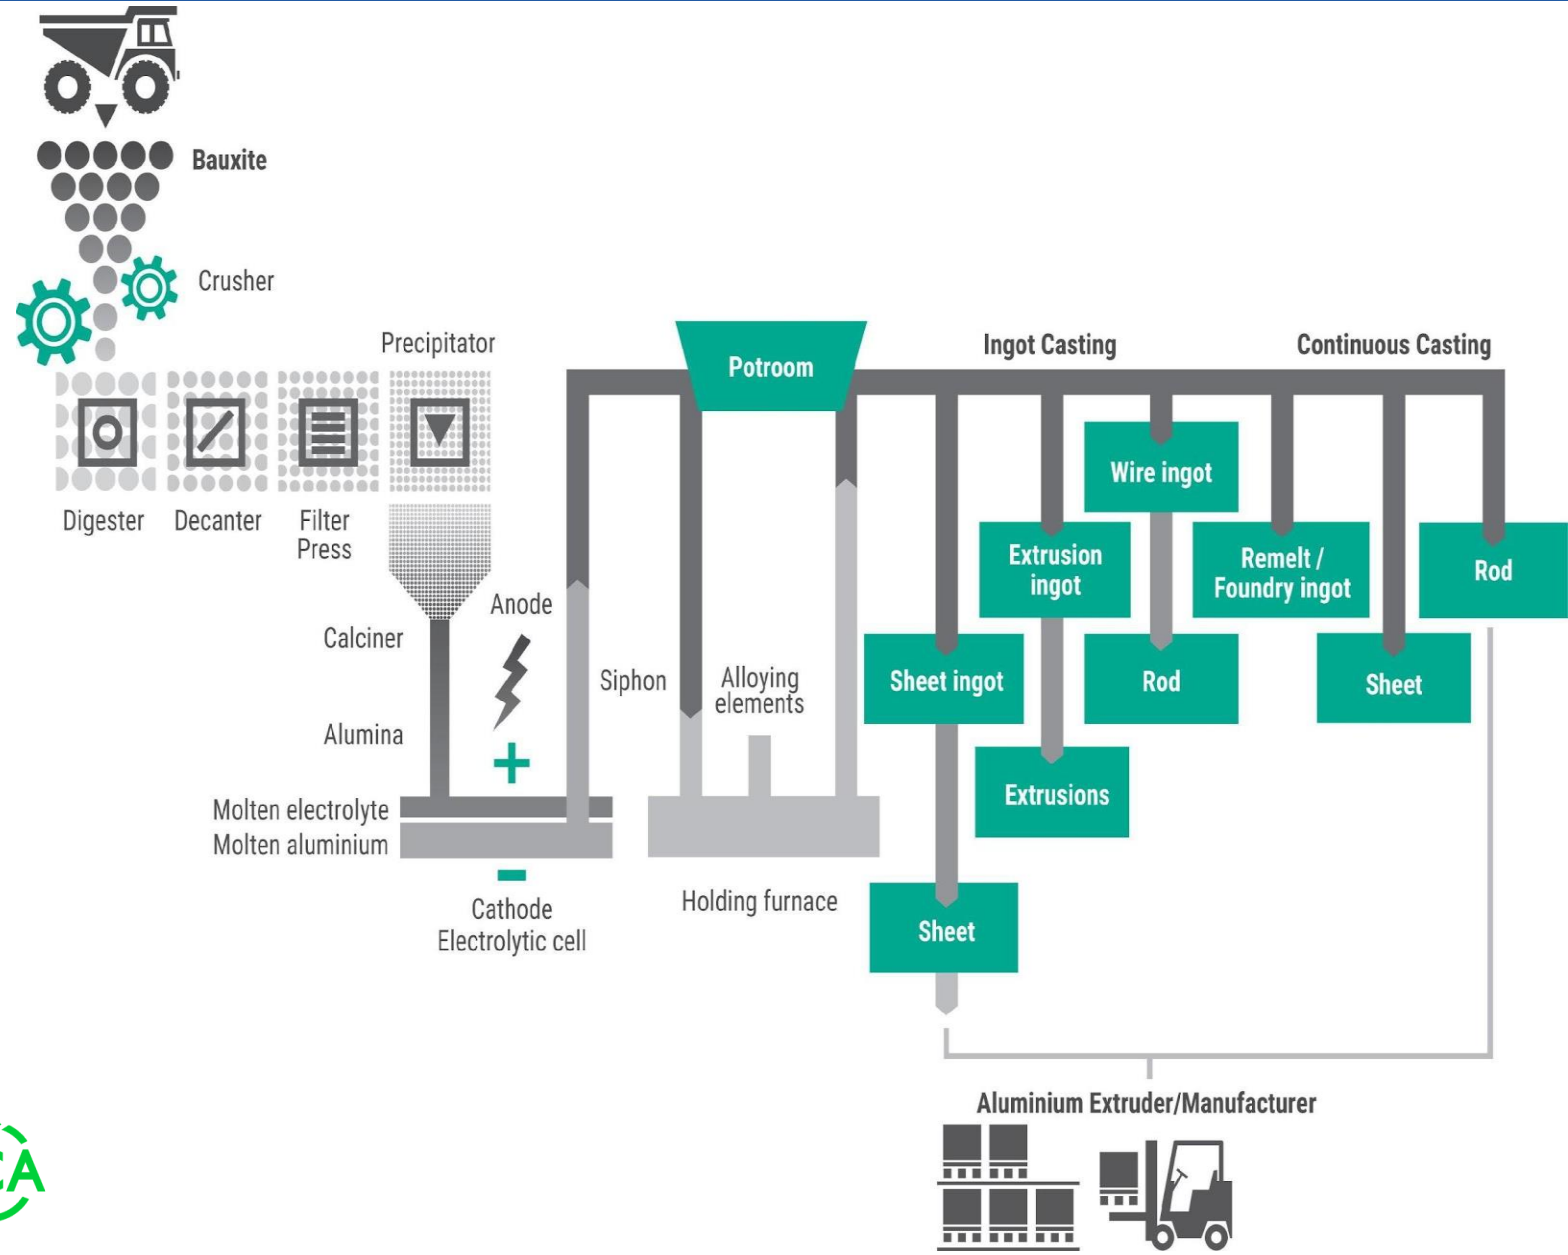 Bauxite
Crusher
Precipitator
Digester
Decanter
Filter
Press
Calciner
Alumina
Anode
+
Molten electrolyte
Molten aluminium
-
Cathode
Electrolytic cell
Siphon
Potroom
Alloying
elements
Holding furnace
Ingot Casting
Continuous Casting
Wire ingot
Extrusion
ingot
Remelt /
Foundry ingot
Rod
Sheet ingot
Rod
Sheet
Extrusions
Sheet
Aluminium Extruder/Manufacturer